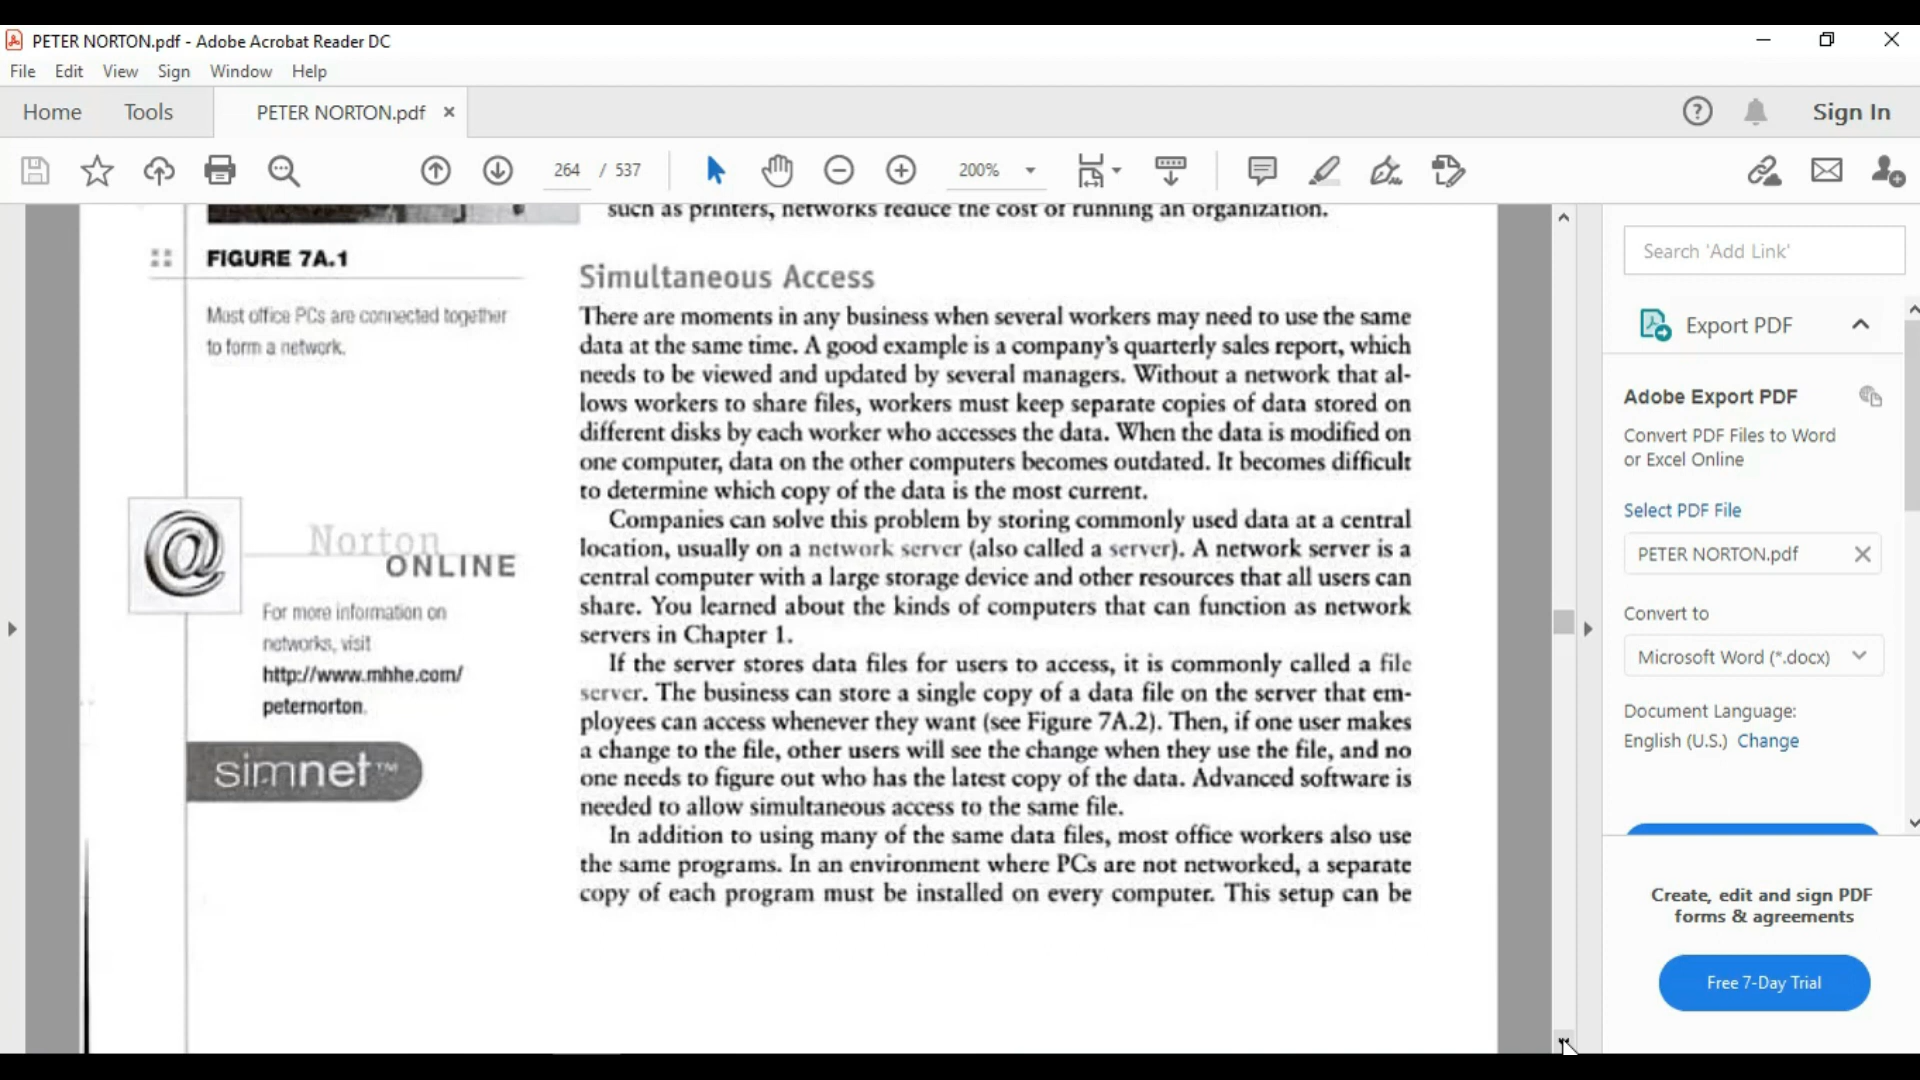 PETER NORTON.pdf - Adobe Acrobat Reader DC
File Edit View Sign Window Help
Home Tools PETER NORTON.pdf × Sign In
264 / 537 200%
such as printers, networks reduce the cost of running an organization.
FIGURE 7A.1
Most office PCs are connected together
to form a network.
Norton
ONLINE
For more information on
networks, visit
http://www.mhhe.com/
peternorton.
simnet™
Simultaneous Access
There are moments in any business when several workers may need to use the same
data at the same time. A good example is a company's quarterly sales report, which
needs to be viewed and updated by several managers. Without a network that al-
lows workers to share files, workers must keep separate copies of data stored on
different disks by each worker who accesses the data. When the data is modified on
one computer, data on the other computers becomes outdated. It becomes difficult
to determine which copy of the data is the most current.
Companies can solve this problem by storing commonly used data at a central
location, usually on a network server (also called a server). A network server is a
central computer with a large storage device and other resources that all users can
share. You learned about the kinds of computers that can function as network
servers in Chapter 1.
If the server stores data files for users to access, it is commonly called a file
server. The business can store a single copy of a data file on the server that em-
ployees can access whenever they want (see Figure 7A.2). Then, if one user makes
a change to the file, other users will see the change when they use the file, and no
one needs to figure out who has the latest copy of the data. Advanced software is
needed to allow simultaneous access to the same file.
In addition to using many of the same data files, most office workers also use
the same programs. In an environment where PCs are not networked, a separate
copy of each program must be installed on every computer. This setup can be
Search 'Add Link'
Export PDF
Adobe Export PDF
Convert PDF Files to Word
or Excel Online
Select PDF File
PETER NORTON.pdf
Convert to
Microsoft Word (*.docx)
Document Language:
English (U.S.) Change
Create, edit and sign PDF
forms & agreements
Free 7-Day Trial